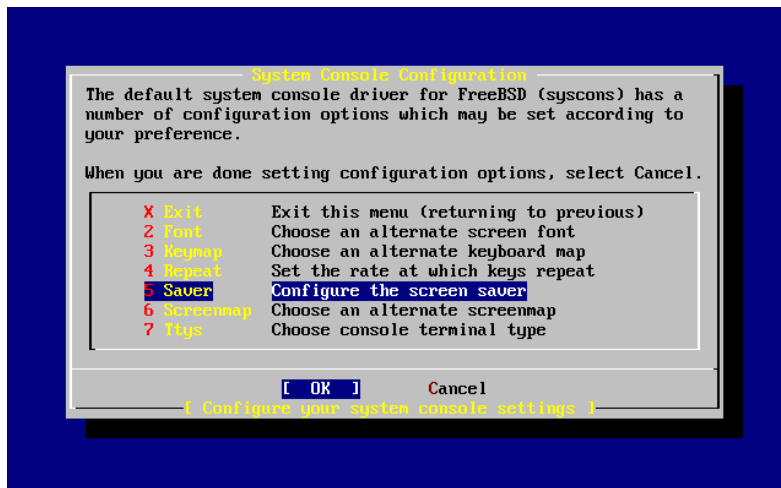 System Console Configuration
The default system console driver for FreeBSD (syscons) has a
number of configuration options which may be set according to
your preference.
When you are done setting configuration options, select Cancel.
X Exit Exit this menu (returning to previous)
2 Font Choose an alternate screen font
3 Keymap Choose an alternate keyboard map
4 Repeat Set the rate at which keys repeat
5 Saver Configure the screen saver
6 Screenmap Choose an alternate screenmap
7 Ttys Choose console terminal type
[ OK ] Cancel
[ Configure your system console settings ]